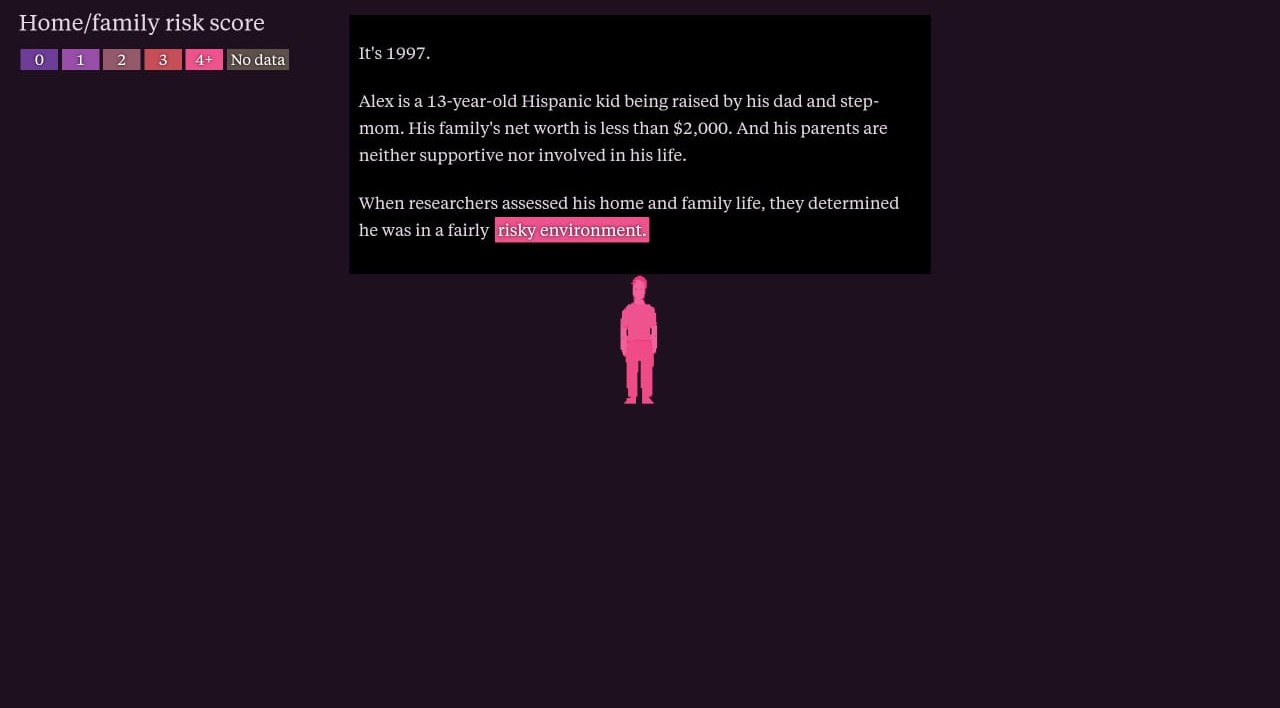 Home/family risk score
0 1 2 3 4+ No data
It's 1997.
Alex is a 13-year-old Hispanic kid being raised by his dad and step-
mom. His family's net worth is less than $2,000. And his parents are
neither supportive nor involved in his life.
When researchers assessed his home and family life, they determined
he was in a fairly risky environment.